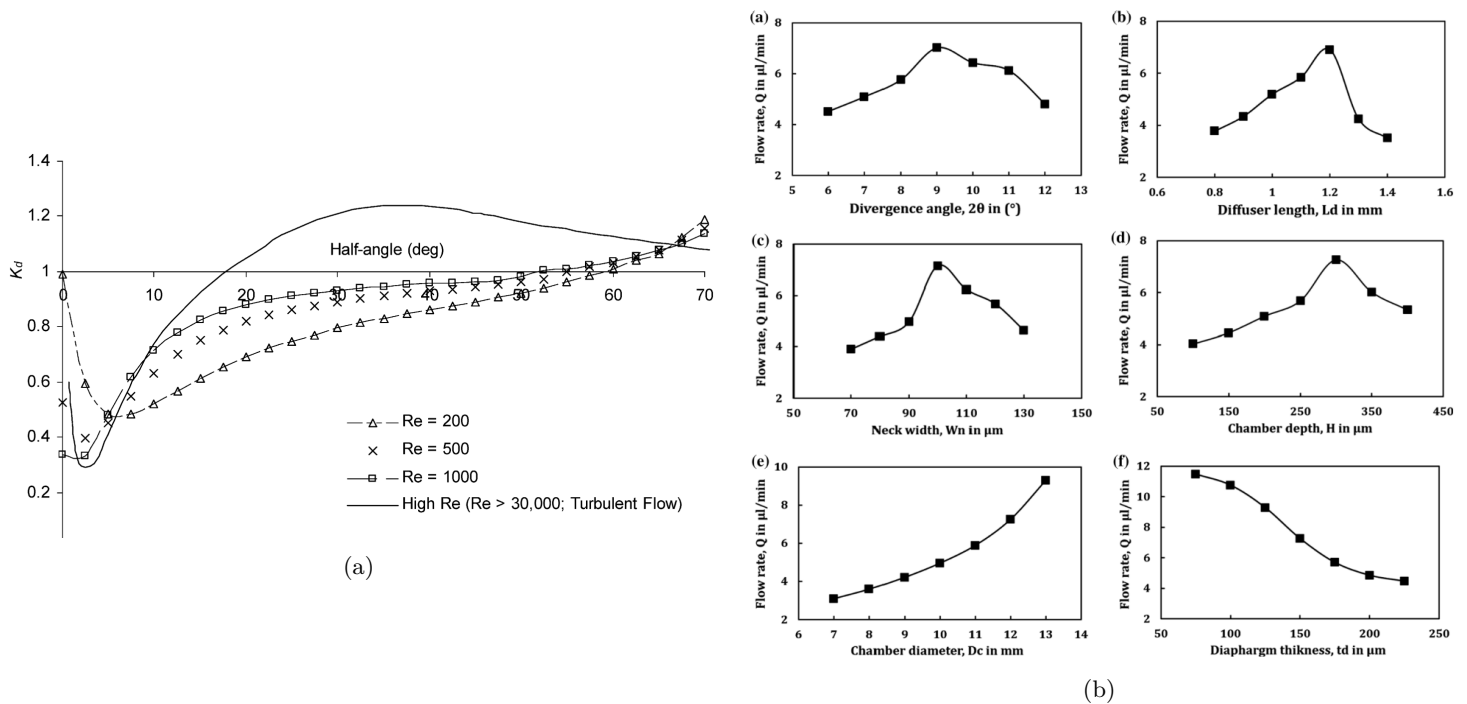 1.4
1.2
1
0.8
0.6
0.4
0.2
Kd
Half-angle (deg)
0 10 20 30 40 50 60 70
Re = 200
Re = 500
Re = 1000
High Re (Re > 30,000; Turbulent Flow)
(a)
(a)
8
6
4
2
Flow rate, Q in µl/min
5 6 7 8 9 10 11 12 13
Divergence angle, 2θ in (°)
(b)
8
6
4
2
Flow rate, Q in µl/min
0.6 0.8 1 1.2 1.4 1.6
Diffuser length, Ld in mm
(c)
8
6
4
2
Flow rate, Q in µl/min
50 70 90 110 130 150
Neck width, Wn in µm
(d)
8
6
4
2
Flow rate, Q in µl/min
50 100 150 200 250 300 350 400 450
Chamber depth, H in µm
(e)
10
8
6
4
2
Flow rate, Q in µl/min
6 7 8 9 10 11 12 13 14
Chamber diameter, Dc in mm
(f)
12
10
8
6
4
2
Flow rate, Q in µl/min
50 100 150 200 250
Diaphargm thikness, td in µm
(b)